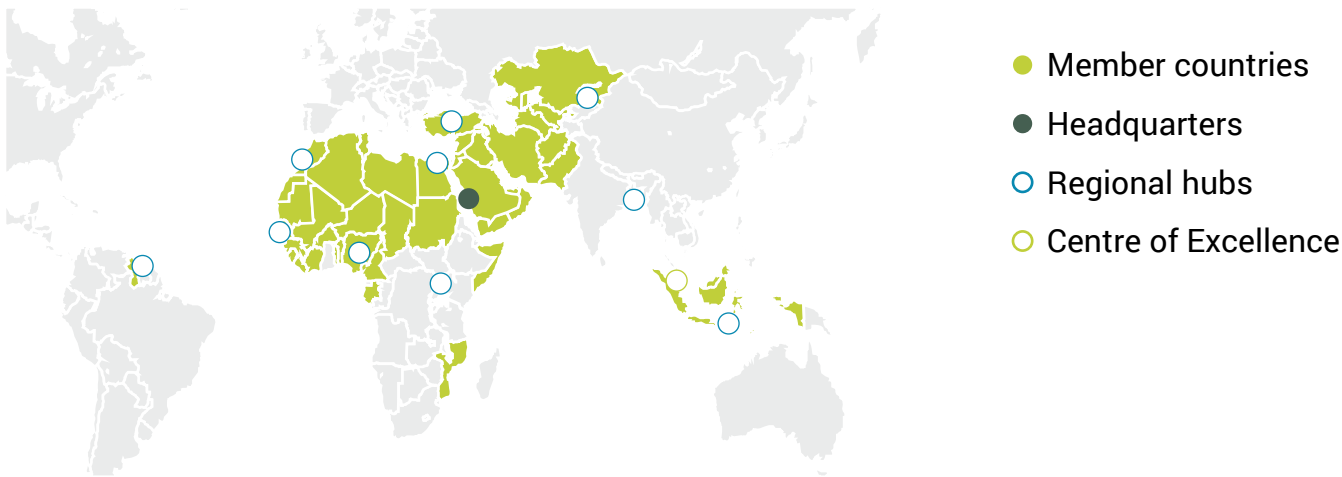 Member countries
Headquarters
Regional hubs
Centre of Excellence